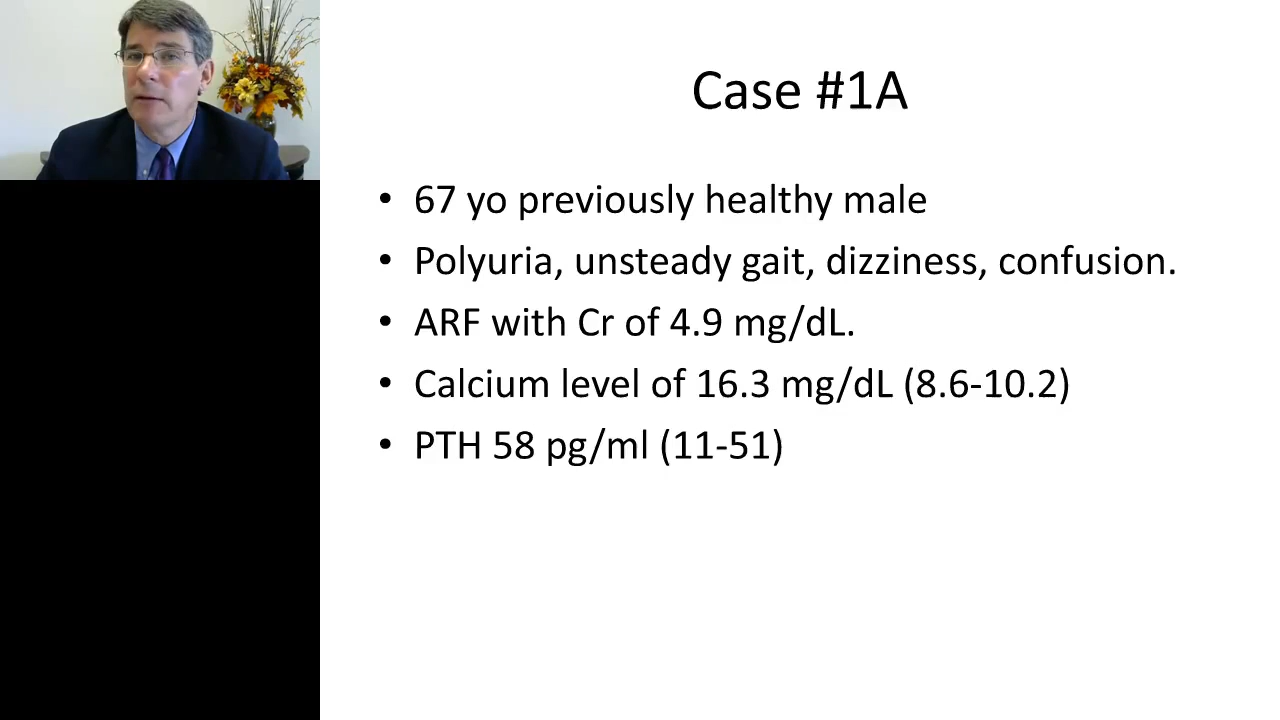 Case #1A
• 67 yo previously healthy male
• Polyuria, unsteady gait, dizziness, confusion.
• ARF with Cr of 4.9 mg/dL.
• Calcium level of 16.3 mg/dL (8.6-10.2)
• PTH 58 pg/ml (11-51)